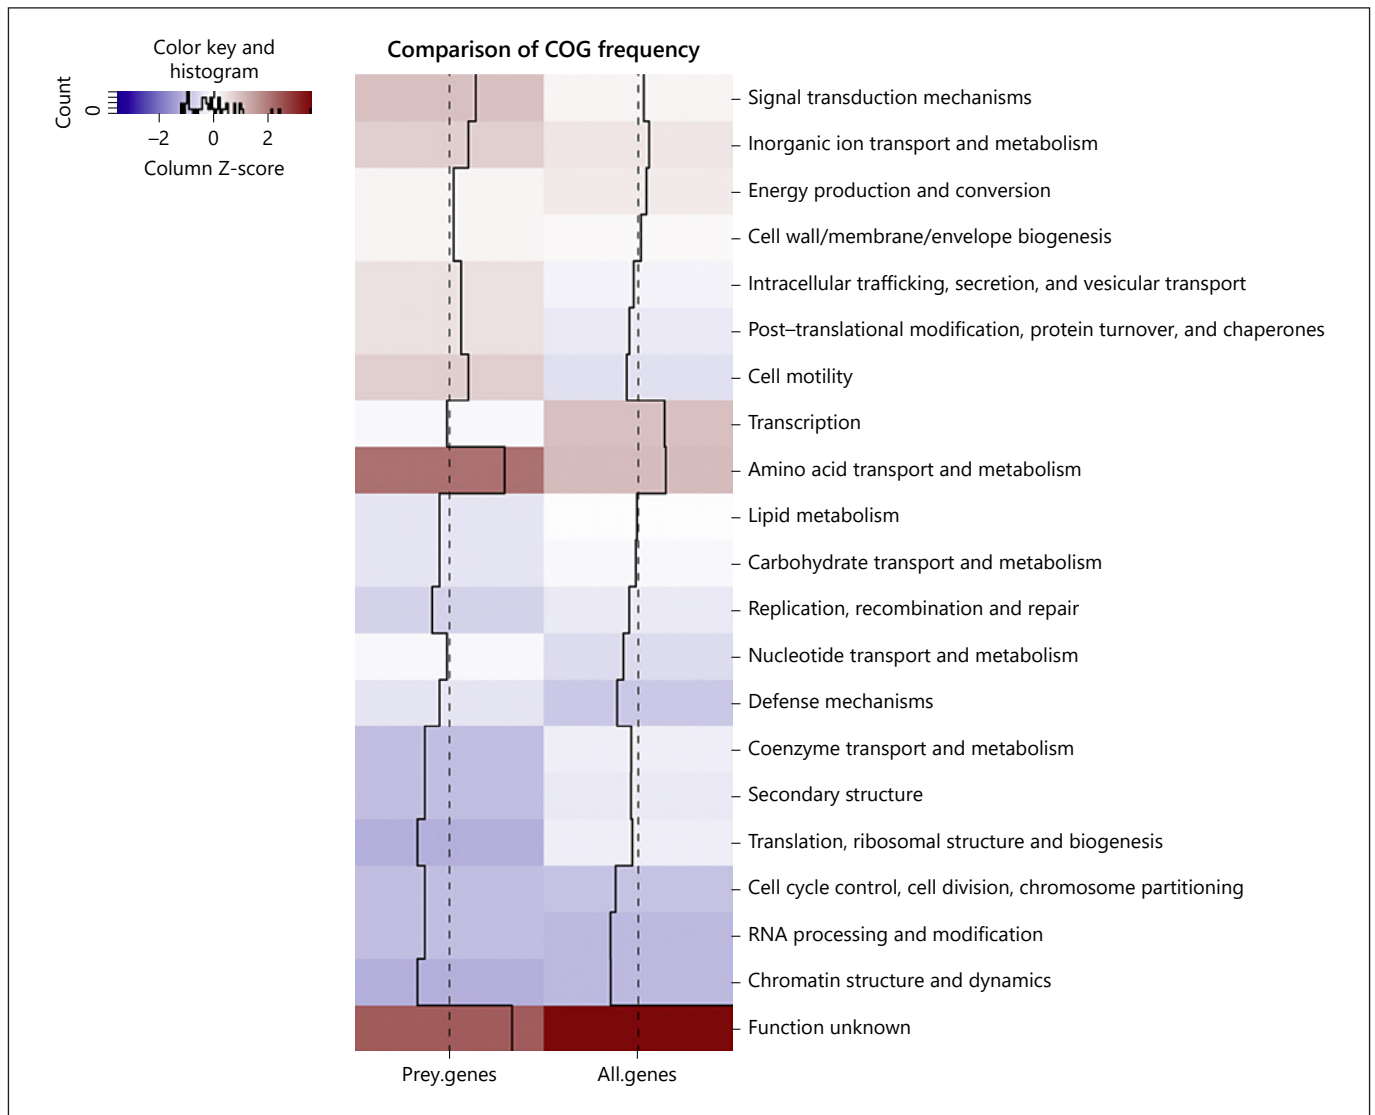 Color key and
histogram
Count
0
–2 0 2
Column Z-score
Comparison of COG frequency
Signal transduction mechanisms
Inorganic ion transport and metabolism
Energy production and conversion
Cell wall/membrane/envelope biogenesis
Intracellular trafficking, secretion, and vesicular transport
Post–translational modification, protein turnover, and chaperones
Cell motility
Transcription
Amino acid transport and metabolism
Lipid metabolism
Carbohydrate transport and metabolism
Replication, recombination and repair
Nucleotide transport and metabolism
Defense mechanisms
Coenzyme transport and metabolism
Secondary structure
Translation, ribosomal structure and biogenesis
Cell cycle control, cell division, chromosome partitioning
RNA processing and modification
Chromatin structure and dynamics
Function unknown
Prey.genes All.genes